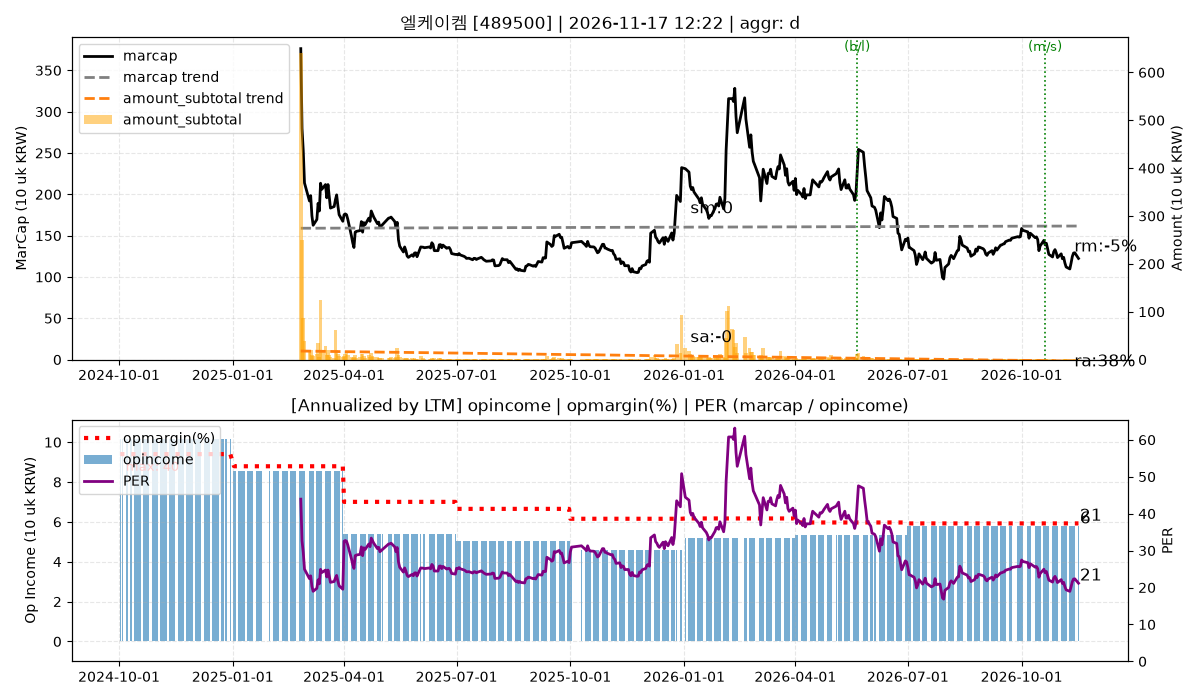 엘케이켐 [489500] | 2026-11-17 12:22 | aggr: d
marcap
marcap trend
amount_subtotal trend
amount_subtotal
(b/l)
(m/s)
MarCap (10 uk KRW)
Amount (10 uk KRW)
350
300
250
200
150
100
50
0
600
500
400
300
200
100
0
sm:0
rm:-5%
sa:-0
ra:38%
2024-10-01
2025-01-01
2025-04-01
2025-07-01
2025-10-01
2026-01-01
2026-04-01
2026-07-01
2026-10-01
[Annualized by LTM] opincome | opmargin(%) | PER (marcap / opincome)
opmargin(%)
opincome
PER
Op Income (10 uk KRW)
PER
10
8
6
4
2
0
60
50
40
30
20
10
0
21
6
21
2024-10-01
2025-01-01
2025-04-01
2025-07-01
2025-10-01
2026-01-01
2026-04-01
2026-07-01
2026-10-01